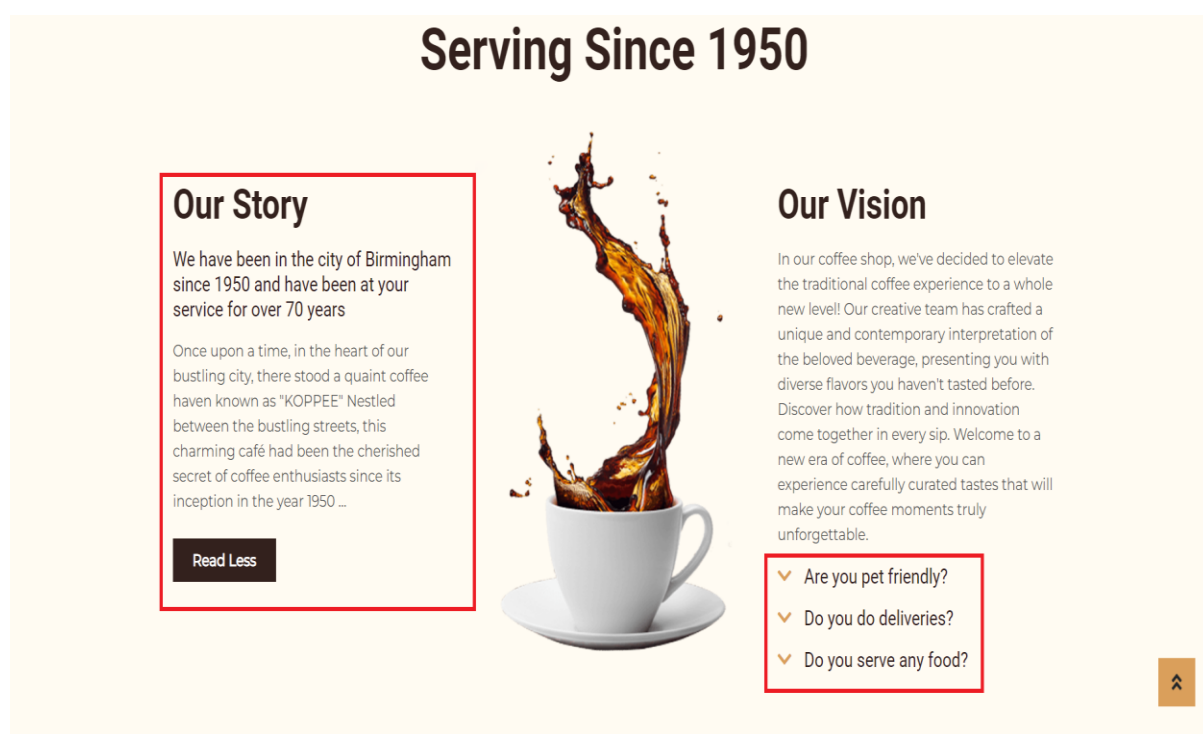 Serving Since 1950
Our Story
We have been in the city of Birmingham
since 1950 and have been at your
service for over 70 years
Once upon a time, in the heart of our
bustling city, there stood a quaint coffee
haven known as "KOPPEE" Nestled
between the bustling streets, this
charming café had been the cherished
secret of coffee enthusiasts since its
inception in the year 1950 ...
Read Less
Our Vision
In our coffee shop, we've decided to elevate
the traditional coffee experience to a whole
new level! Our creative team has crafted a
unique and contemporary interpretation of
the beloved beverage, presenting you with
diverse flavors you haven't tasted before.
Discover how tradition and innovation
come together in every sip. Welcome to a
new era of coffee, where you can
experience carefully curated tastes that will
make your coffee moments truly
unforgettable.
Are you pet friendly?
Do you do deliveries?
Do you serve any food?